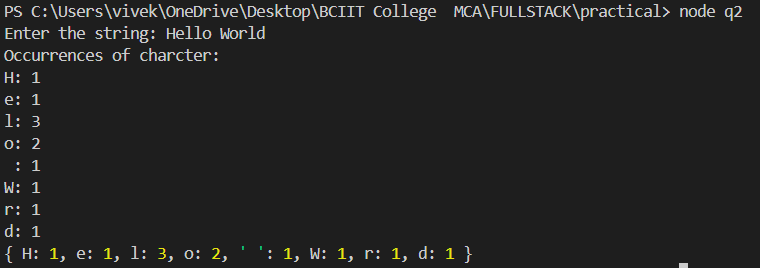 PS C:\Users\vivek\OneDrive\Desktop\BCIIT College  MCA\FULLSTACK\practical> node q2
Enter the string: Hello World
Occurrences of charcter:
H: 1
e: 1
l: 3
o: 2
 : 1
W: 1
r: 1
d: 1
{ H: 1, e: 1, l: 3, o: 2, ' ': 1, W: 1, r: 1, d: 1 }